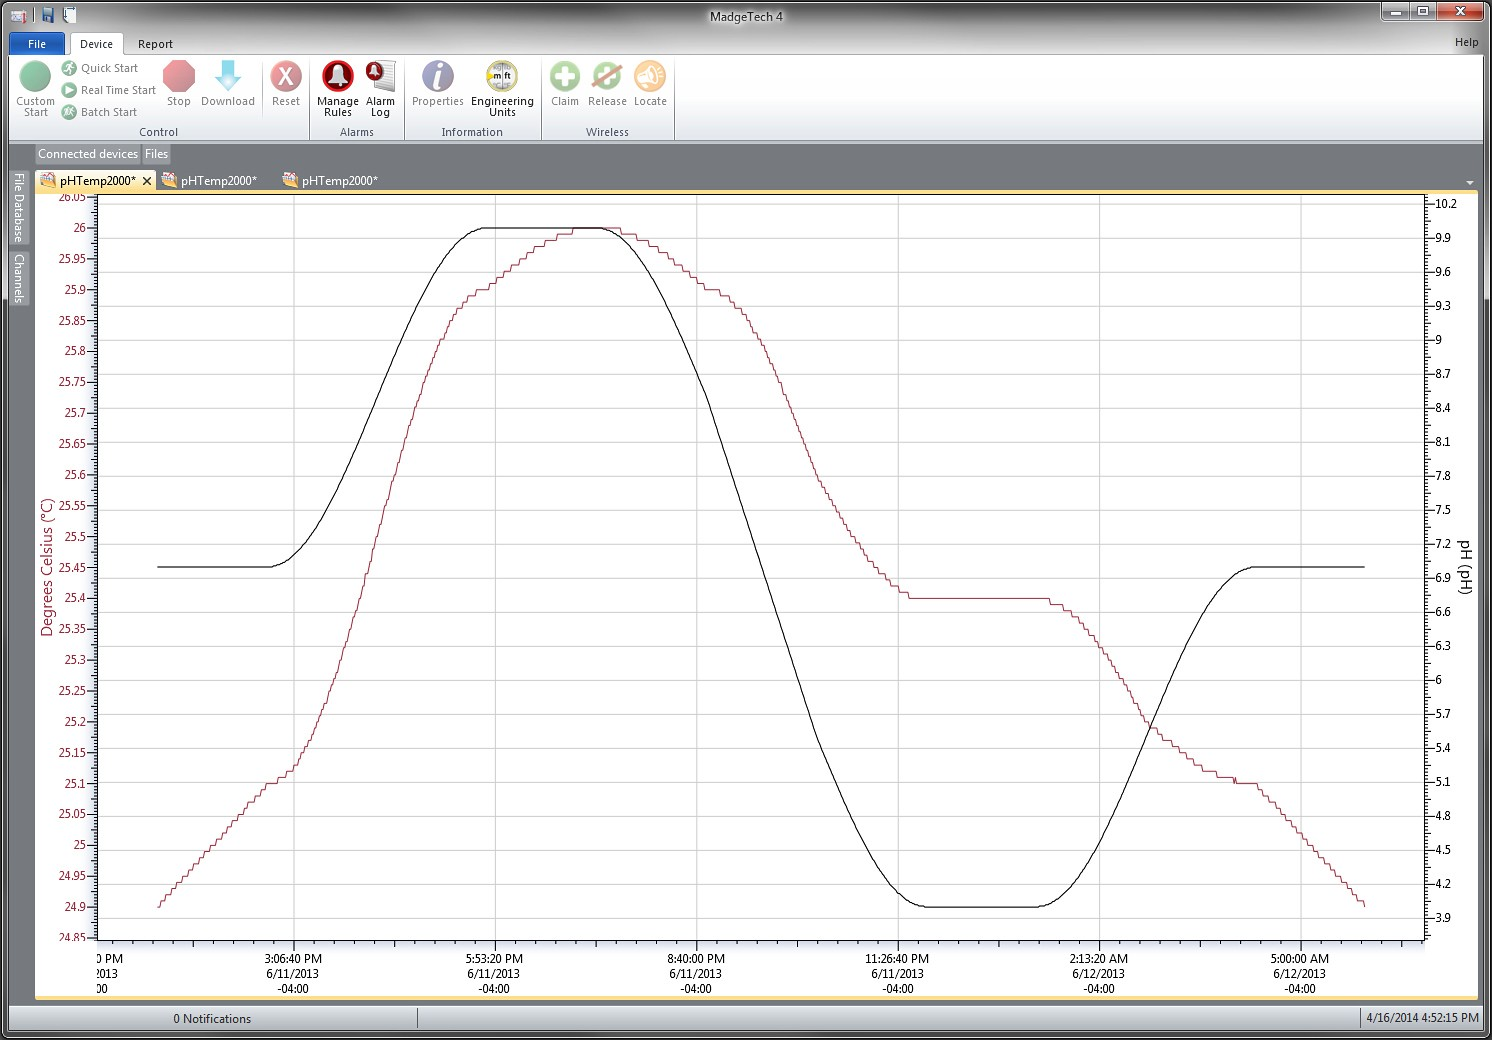 MadgeTech 4
File
Device
Report
Help
Custom Start
Quick Start
Real Time Start
Batch Start
Stop
Download
Reset
Manage Rules
Alarm Log
Properties
m ft
Engineering Units
Claim
Release
Locate
Control
Alarms
Information
Wireless
Connected devices
Files
File Database
Channels
pHTemp2000*
pHTemp2000*
pHTemp2000*
26.05
26
25.95
25.9
25.85
25.8
25.75
25.7
25.65
25.6
25.55
25.5
25.45
25.4
25.35
25.3
25.25
25.2
25.15
25.1
25.05
25
24.95
24.9
24.85
Degrees Celsius (°C)
10.2
9.9
9.6
9.3
9
8.7
8.4
8.1
7.8
7.5
7.2
6.9
6.6
6.3
6
5.7
5.4
5.1
4.8
4.5
4.2
3.9
pH (pH)
0 PM
3:06:40 PM
5:53:20 PM
8:40:00 PM
11:26:40 PM
2:13:20 AM
5:00:00 AM
2013
6/11/2013
6/11/2013
6/11/2013
6/11/2013
6/12/2013
6/12/2013
00
-04:00
-04:00
-04:00
-04:00
-04:00
-04:00
0 Notifications
4/16/2014 4:52:15 PM